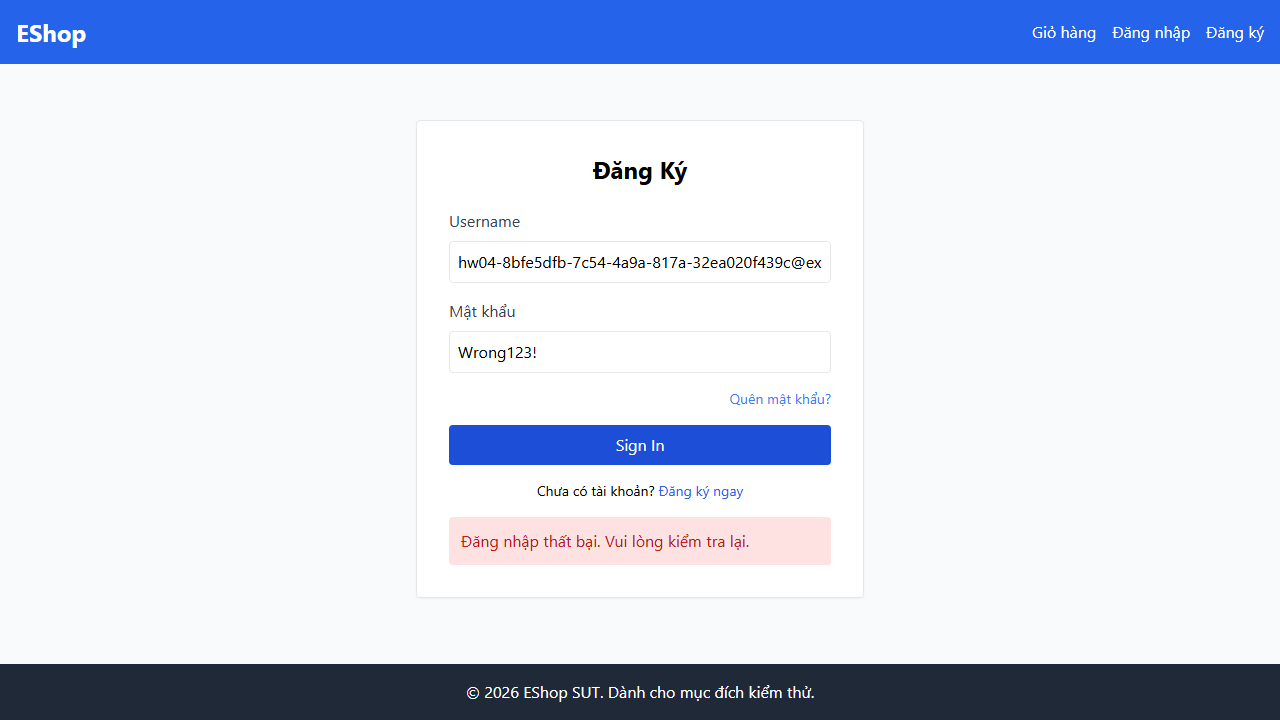 EShop
Giỏ hàng Đăng nhập Đăng ký
Đăng Ký
Username
hw04-8bfe5dfb-7c54-4a9a-817a-32ea020f439c@ex
Mật khẩu
Wrong123!
Quên mật khẩu?
Sign In
Chưa có tài khoản? Đăng ký ngay
Đăng nhập thất bại. Vui lòng kiểm tra lại.
© 2026 EShop SUT. Dành cho mục đích kiểm thử.